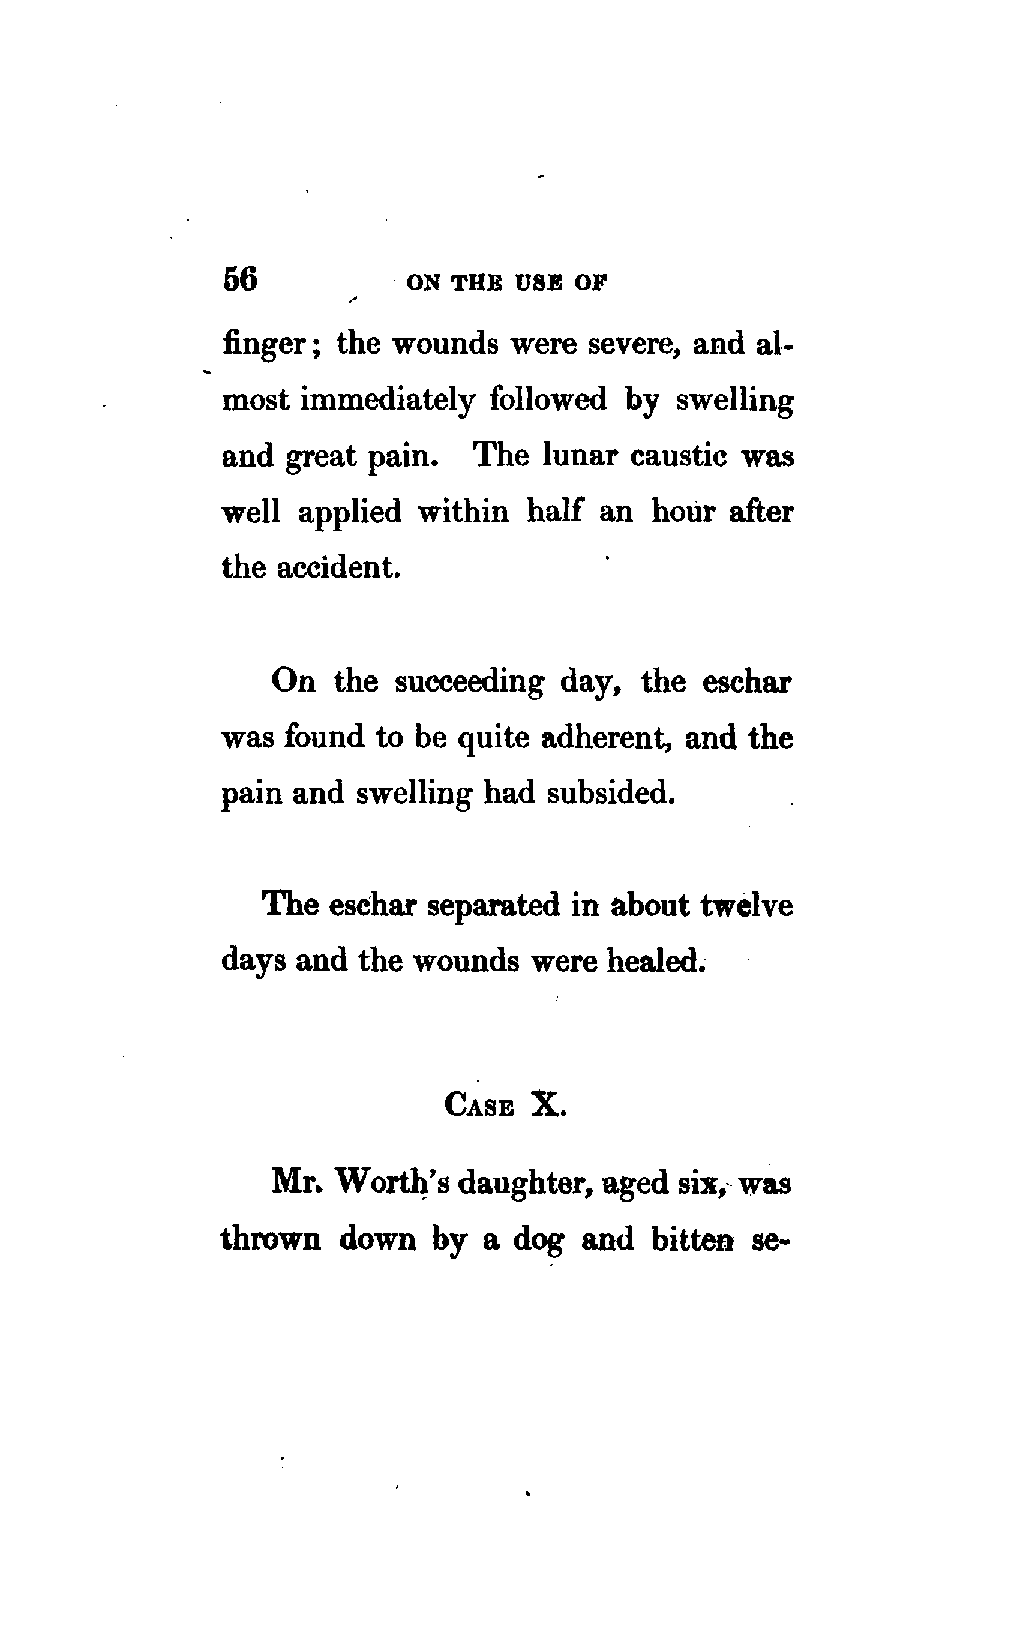 56 ON THE USE OF
finger; the wounds were severe, and al-
most immediately followed by swelling
and great pain. The lunar caustic was
well applied within half an hour after
the accident.
On the succeeding day, the eschar
was found to be quite adherent, and the
pain and swelling had subsided.
The eschar separated in about twelve
days and the wounds were healed.
CASE X.
Mr. Worth's daughter, aged six, was
thrown down by a dog and bitten se-